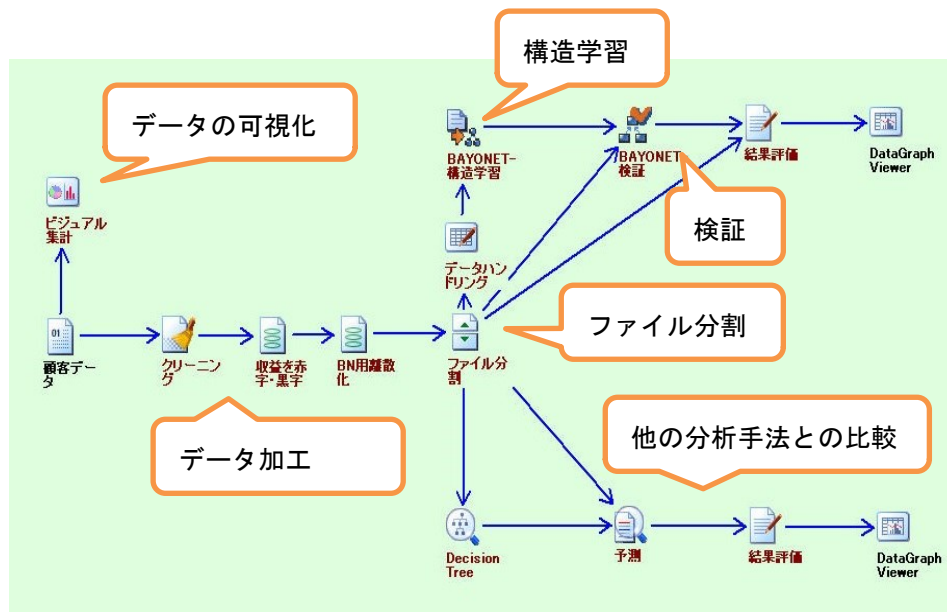 構造学習
データの可視化
BAYONET-
構造学習
BAYONET
検証
結果評価
DataGraph
Viewer
ビジュアル
集計
検証
データハン
ドリング
01
顧客デー
タ
クリーニン
グ
収益を赤
字・黒字
BN用離散
化
ファイル分
割
ファイル分割
データ加工
他の分析手法との比較
Decision
Tree
予測
結果評価
DataGraph
Viewer